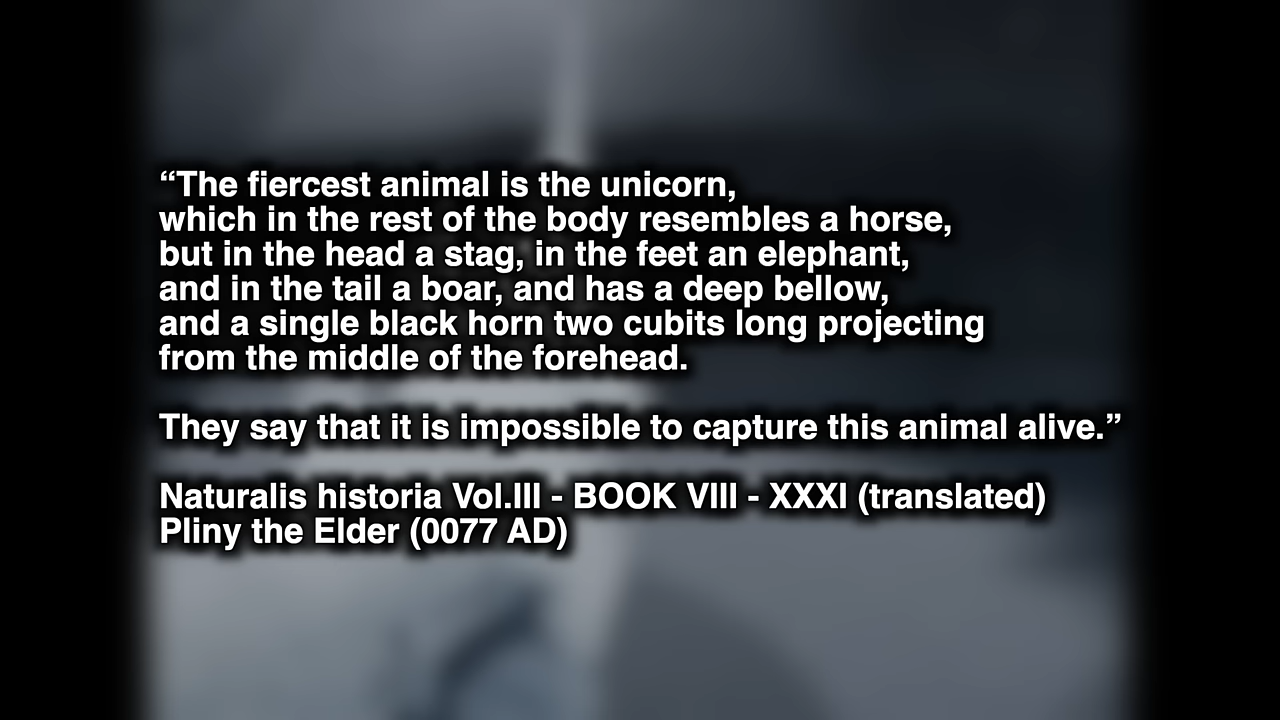 “The fiercest animal is the unicorn,
which in the rest of the body resembles a horse,
but in the head a stag, in the feet an elephant,
and in the tail a boar, and has a deep bellow,
and a single black horn two cubits long projecting
from the middle of the forehead.
They say that it is impossible to capture this animal alive.”
Naturalis historia Vol.III - BOOK VIII - XXXI (translated)
Pliny the Elder (0077 AD)